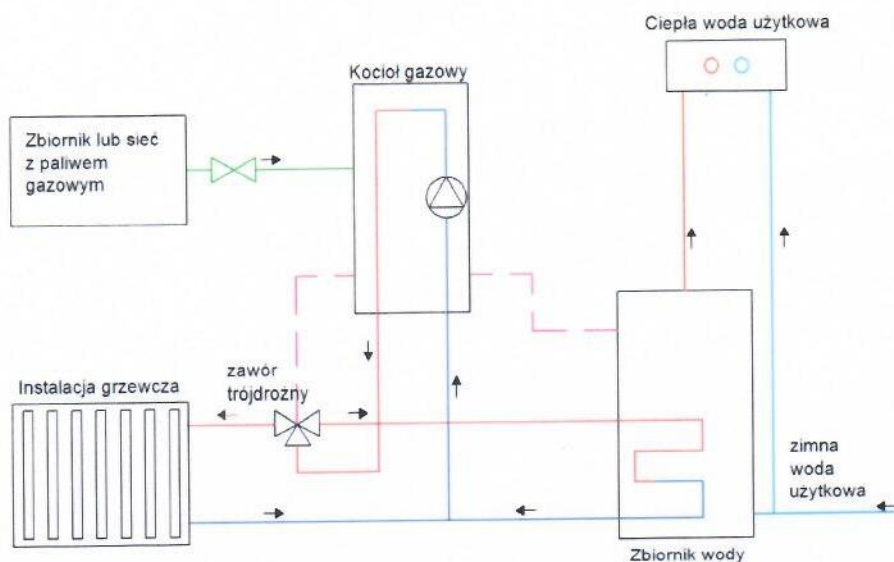 Ciepła woda użytkowa
Kocioł gazowy
Zbiornik lub sieć
z paliwem
gazowym
zawór
trójdrożny
Instalacja grzewcza
zimna
woda
użytkowa
Zbiornik wody